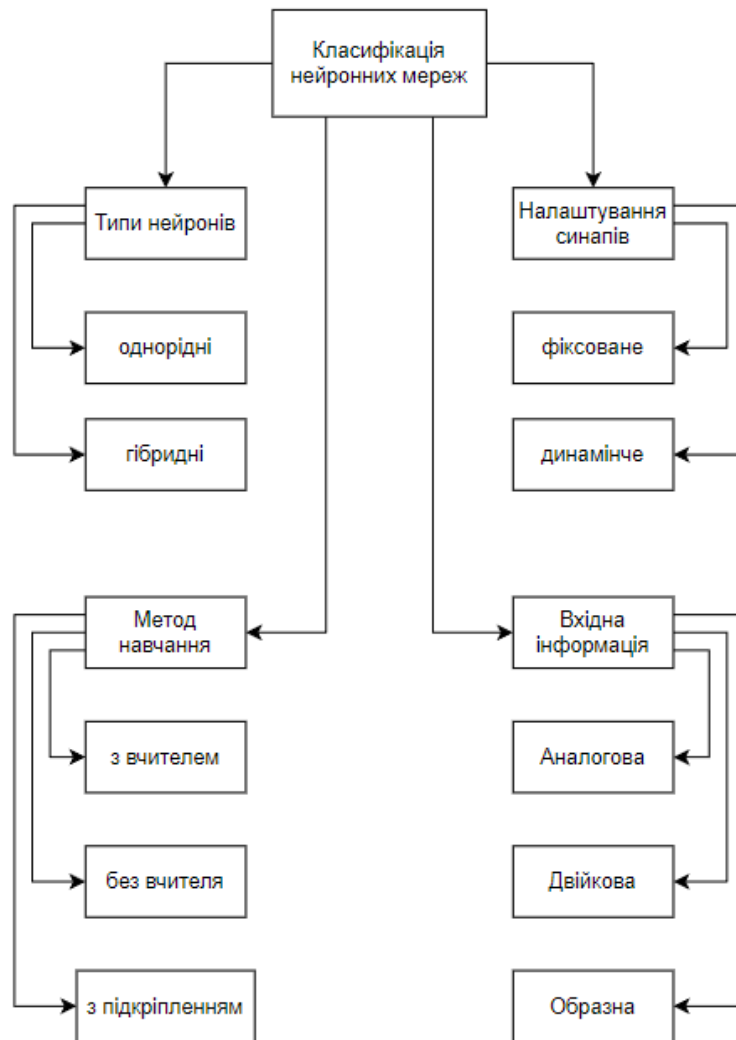 Класифікація
нейронних мереж
Типи нейронів
однорідні
гібридні
Налаштування
синапів
фіксоване
динамінче
Метод
навчання
з вчителем
без вчителя
з підкріпленням
Вхідна
інформація
Аналогова
Двійкова
Образна